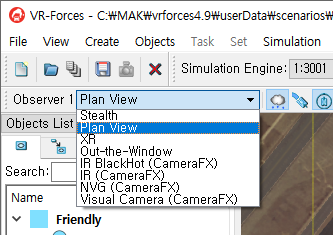 VR-Forces - C:₩MAK₩vrforces4.9₩userData₩scenarios₩
File View Create Objects Task Set Simulation
Simulation Engine: 1:3001
Observer 1 Plan View
Stealth
Plan View
XR
Out-the-Window
IR BlackHot (CameraFX)
IR (CameraFX)
NVG (CameraFX)
Visual Camera (CameraFX)
Objects List
Search:
Name
Friendly